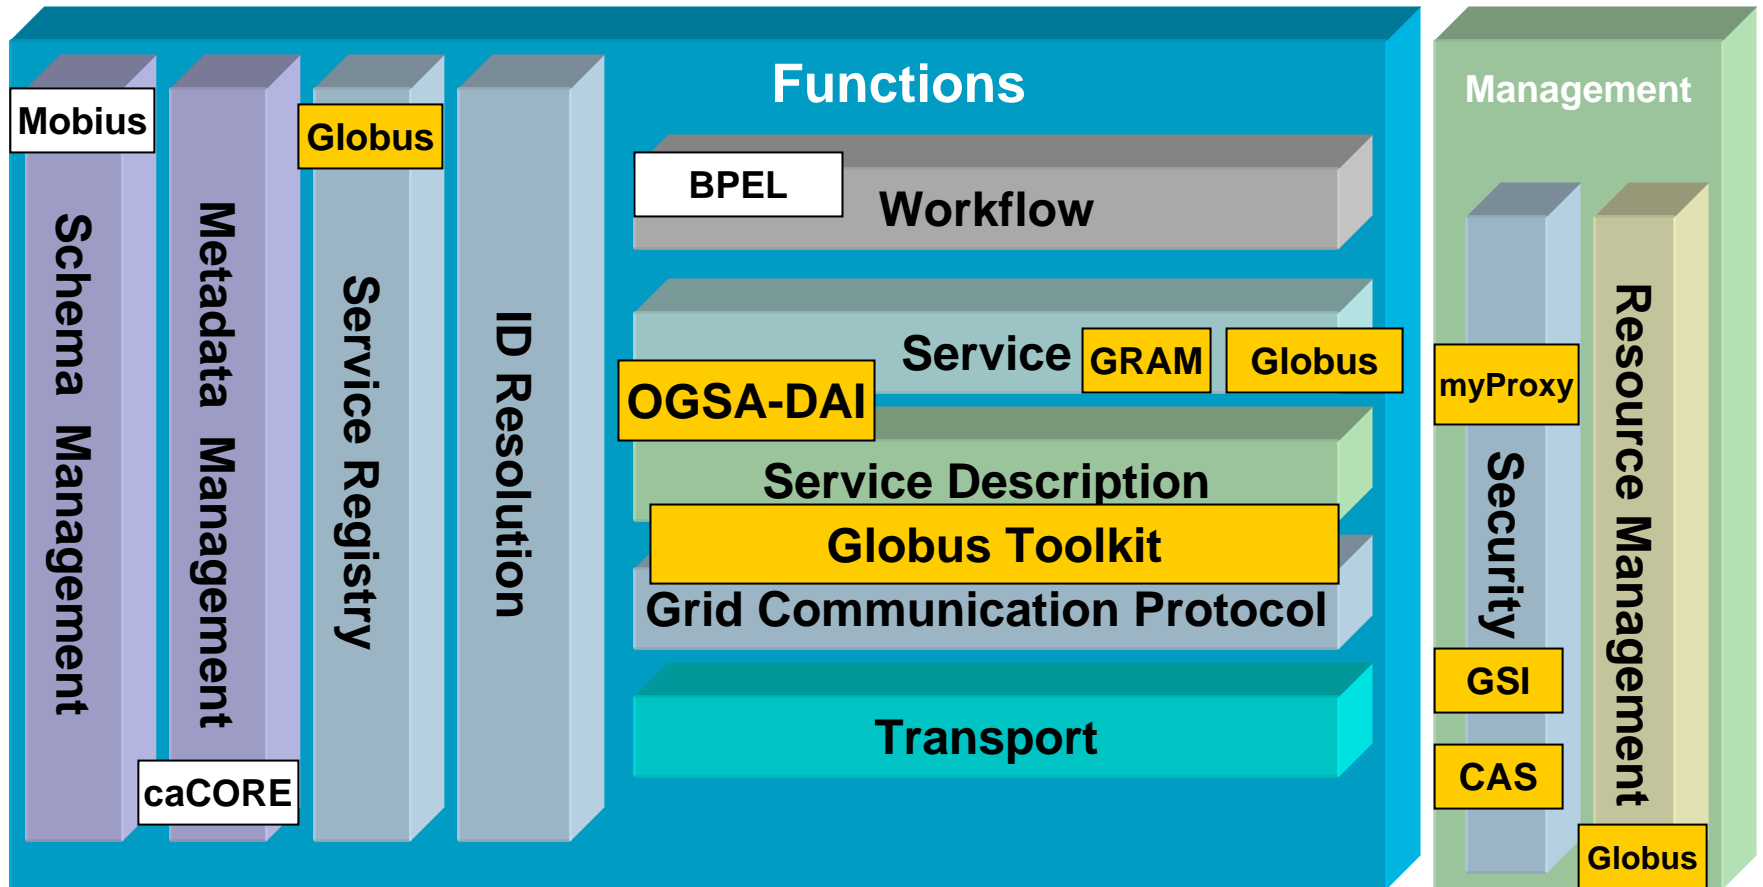 Functions
Management
Mobius
Schema Management
Metadata Management
caCORE
Globus
Service Registry
ID Resolution
BPEL
Workflow
Service
GRAM
Globus
OGSA-DAI
Service Description
Globus Toolkit
Grid Communication Protocol
Transport
myProxy
Security
GSI
CAS
Resource Management
Globus